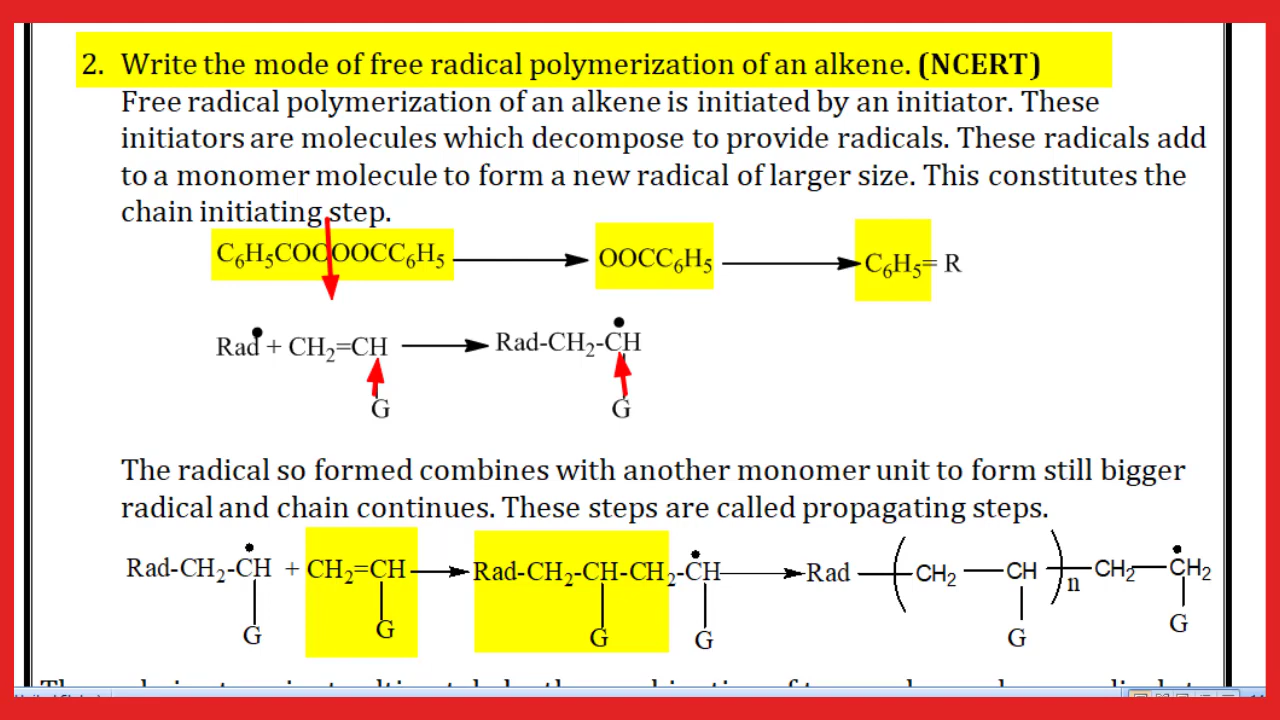 2. Write the mode of free radical polymerization of an alkene. (NCERT)
Free radical polymerization of an alkene is initiated by an initiator. These
initiators are molecules which decompose to provide radicals. These radicals add
to a monomer molecule to form a new radical of larger size. This constitutes the
chain initiating step.
C₆H₅COOOOCC₆H₅ → OOCC₆H₅ → C₆H₅= R
Rad• + CH₂=CH → Rad-CH₂-CH
G G
The radical so formed combines with another monomer unit to form still bigger
radical and chain continues. These steps are called propagating steps.
Rad-CH₂-CH + CH₂=CH → Rad-CH₂-CH-CH₂-CH → Rad —( CH₂ — CH )n CH₂ — CH₂
G G G G G G